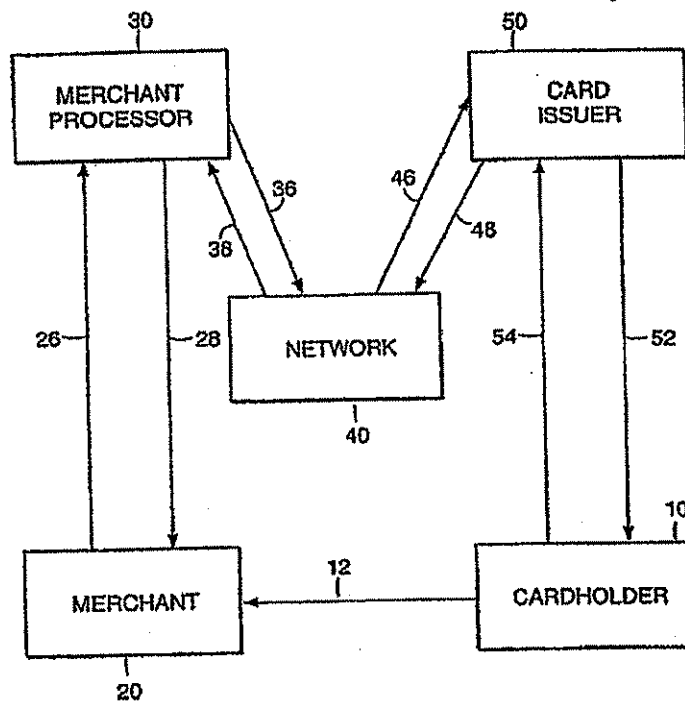 30
MERCHANT
PROCESSOR
50
CARD
ISSUER
36
38
46
48
26
28
NETWORK
40
54
52
10
MERCHANT
20
12
CARDHOLDER